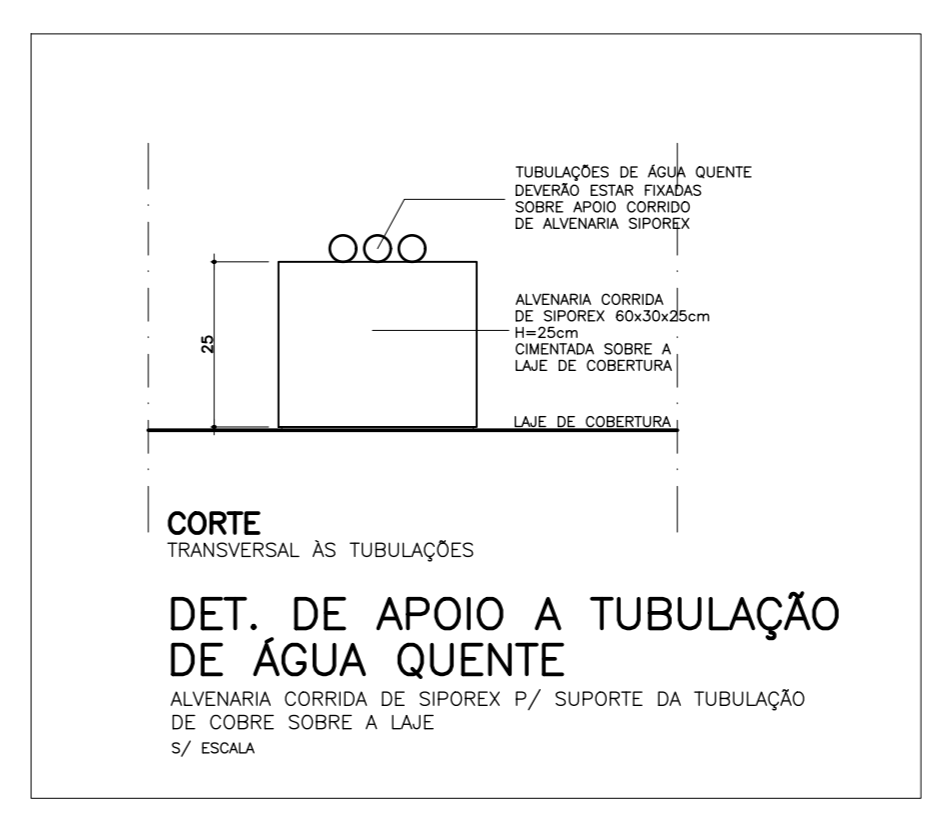 TUBULAÇÕES DE ÁGUA QUENTE
DEVERÃO ESTAR FIXADAS
SOBRE APOIO CORRIDO
DE ALVENARIA SIPOREX
25
ALVENARIA CORRIDA
DE SIPOREX 60x30x25cm
H=25cm
CIMENTADA SOBRE A
LAJE DE COBERTURA
LAJE DE COBERTURA
CORTE
TRANSVERSAL ÀS TUBULAÇÕES
DET. DE APOIO A TUBULAÇÃO
DE ÁGUA QUENTE
ALVENARIA CORRIDA DE SIPOREX P/ SUPORTE DA TUBULAÇÃO
DE COBRE SOBRE A LAJE
S/ ESCALA